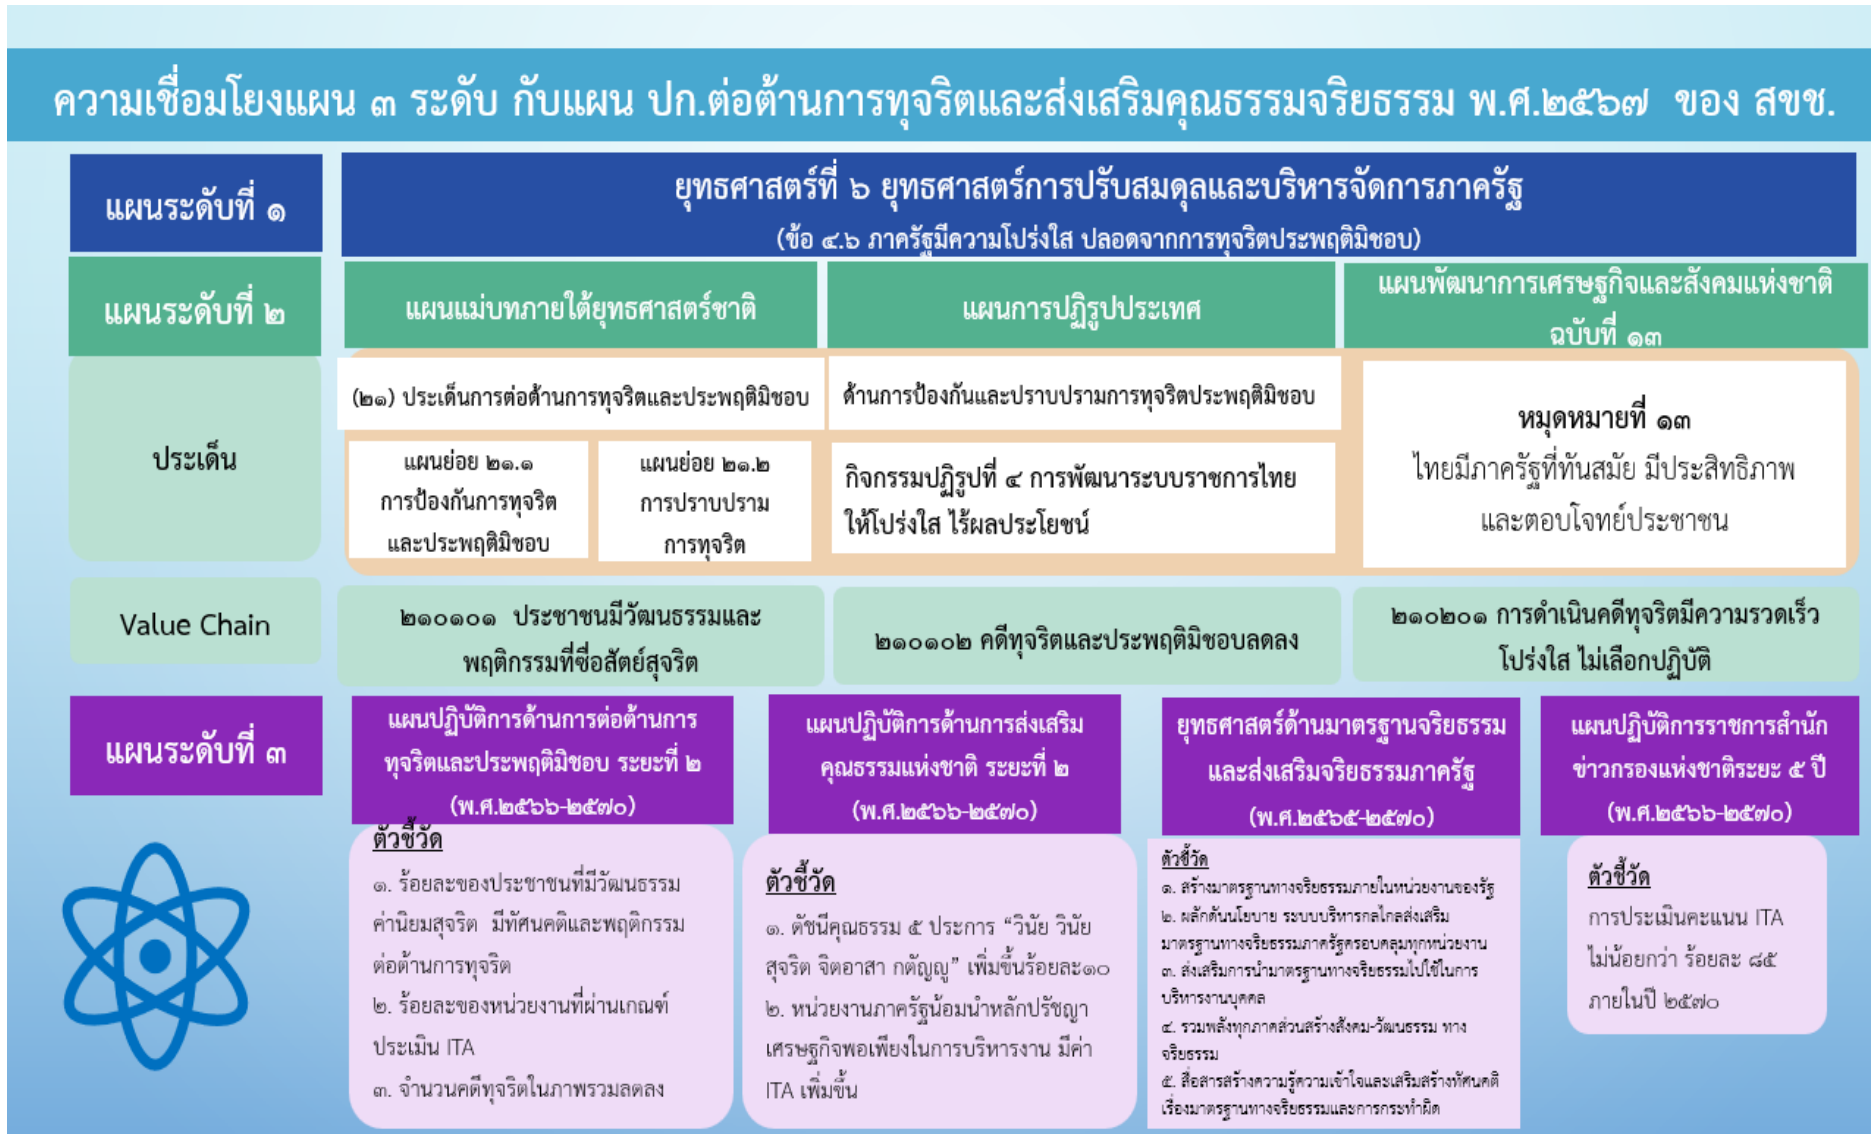 ความเชื่อมโยงแผน ๓ ระดับ กับแผน ปก.ต่อต้านการทุจริตและส่งเสริมคุณธรรมจริยธรรม พ.ศ.๒๕๖๗ ของ สขช.
แผนระดับที่ ๑
ยุทธศาสตร์ที่ ๖ ยุทธศาสตร์การปรับสมดุลและบริหารจัดการภาครัฐ
(ข้อ ๔.๖ ภาครัฐมีความโปร่งใส ปลอดจากการทุจริตประพฤติมิชอบ)
แผนระดับที่ ๒
แผนแม่บทภายใต้ยุทธศาสตร์ชาติ
แผนการปฏิรูปประเทศ
แผนพัฒนาการเศรษฐกิจและสังคมแห่งชาติ
ฉบับที่ ๑๓
ประเด็น
(๒๑) ประเด็นการต่อต้านการทุจริตและประพฤติมิชอบ
แผนย่อย ๒๑.๑
การป้องกันการทุจริต
และประพฤติมิชอบ
แผนย่อย ๒๑.๒
การปราบปราม
การทุจริต
ด้านการป้องกันและปราบปรามการทุจริตประพฤติมิชอบ
กิจกรรมปฏิรูปที่ ๔ การพัฒนาระบบราชการไทย
ให้โปร่งใส ไร้ผลประโยชน์
หมุดหมายที่ ๑๓
ไทยมีภาครัฐที่ทันสมัย มีประสิทธิภาพ
และตอบโจทย์ประชาชน
Value Chain
๒๑๐๑๐๑ ประชาชนมีวัฒนธรรมและ
พฤติกรรมที่ซื่อสัตย์สุจริต
๒๑๐๑๐๒ คดีทุจริตและประพฤติมิชอบลดลง
๒๑๐๒๐๑ การดำเนินคดีทุจริตมีความรวดเร็ว
โปร่งใส ไม่เลือกปฏิบัติ
แผนระดับที่ ๓
แผนปฏิบัติการด้านการต่อต้านการ
ทุจริตและประพฤติมิชอบ ระยะที่ ๒
(พ.ศ.๒๕๖๖-๒๕๗๐)
ตัวชี้วัด
๑. ร้อยละของประชาชนที่มีวัฒนธรรม
ค่านิยมสุจริต มีทัศนคติและพฤติกรรม
ต่อต้านการทุจริต
๒. ร้อยละของหน่วยงานที่ผ่านเกณฑ์
ประเมิน ITA
๓. จำนวนคดีทุจริตในภาพรวมลดลง
แผนปฏิบัติการด้านการส่งเสริม
คุณธรรมแห่งชาติ ระยะที่ ๒
(พ.ศ.๒๕๖๖-๒๕๗๐)
ตัวชี้วัด
๑. ดัชนีคุณธรรม ๕ ประการ “วินัย วินัย
สุจริต จิตอาสา กตัญญู” เพิ่มขึ้นร้อยละ๑๐
๒. หน่วยงานภาครัฐน้อมนำหลักปรัชญา
เศรษฐกิจพอเพียงในการบริหารงาน มีค่า
ITA เพิ่มขึ้น
ยุทธศาสตร์ด้านมาตรฐานจริยธรรม
และส่งเสริมจริยธรรมภาครัฐ
(พ.ศ.๒๕๖๕-๒๕๗๐)
ตัวชี้วัด
๑. สร้างมาตรฐานทางจริยธรรมภายในหน่วยงานของรัฐ
๒. ผลักดันนโยบาย ระบบบริหารกลไกลส่งเสริม
มาตรฐานทางจริยธรรมภาครัฐครอบคลุมทุกหน่วยงาน
๓. ส่งเสริมการนำมาตรฐานทางจริยธรรมไปใช้ในการ
บริหารงานบุคคล
๔. รวมพลังทุกภาคส่วนสร้างสังคม-วัฒนธรรม ทาง
จริยธรรม
๕. สื่อสารสร้างความรู้ความเข้าใจและเสริมสร้างทัศนคติ
เรื่องมาตรฐานทางจริยธรรมและการกระทำผิด
แผนปฏิบัติการราชการสำนัก
ข่าวกรองแห่งชาติระยะ ๕ ปี
(พ.ศ.๒๕๖๖-๒๕๗๐)
ตัวชี้วัด
การประเมินคะแนน ITA
ไม่น้อยกว่า ร้อยละ ๘๕
ภายในปี ๒๕๗๐